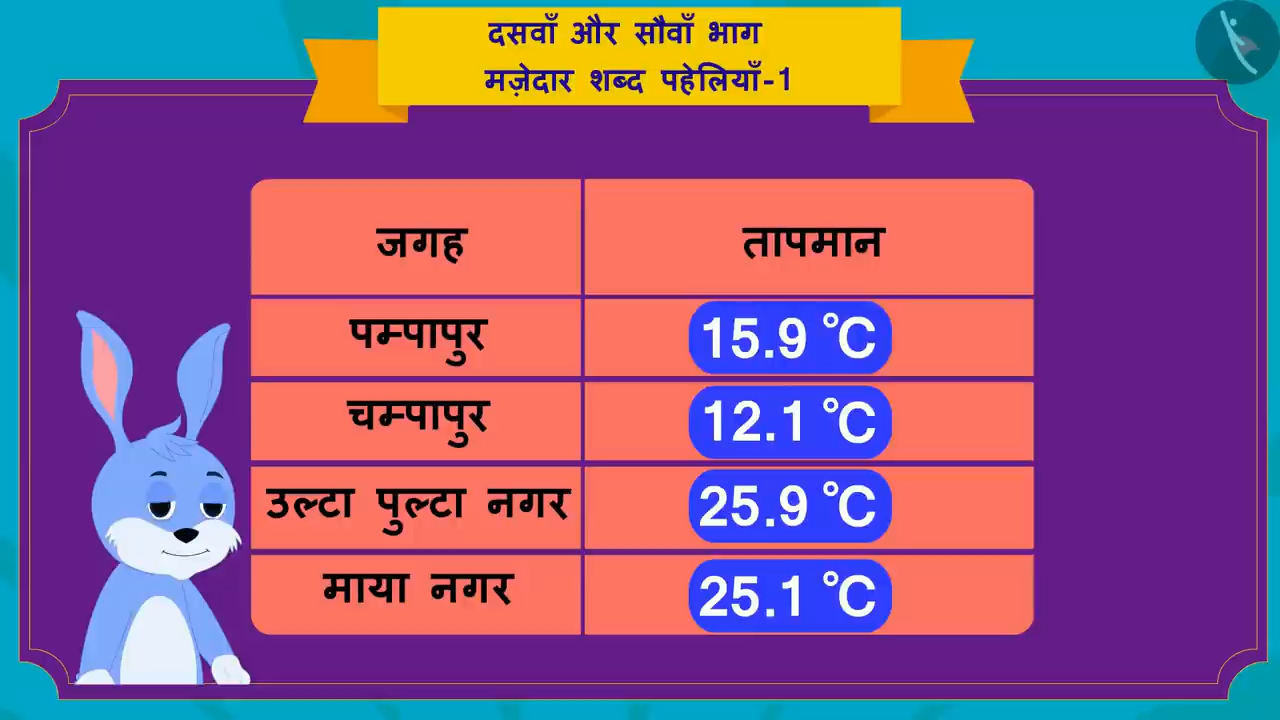 दसवाँ और सौवाँ भाग
मज़ेदार शब्द पहेलियाँ-1
जगह तापमान
पम्पापुर 15.9 °C
चम्पापुर 12.1 °C
उल्टा पुल्टा नगर 25.9 °C
माया नगर 25.1 °C